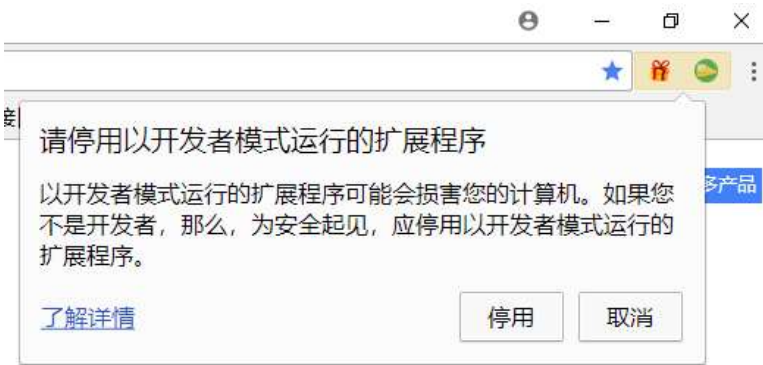 接
请停用以开发者模式运行的扩展程序
多产品
以开发者模式运行的扩展程序可能会损害您的计算机。如果您
不是开发者，那么，为安全起见，应停用以开发者模式运行的
扩展程序。
了解详情
停用
取消